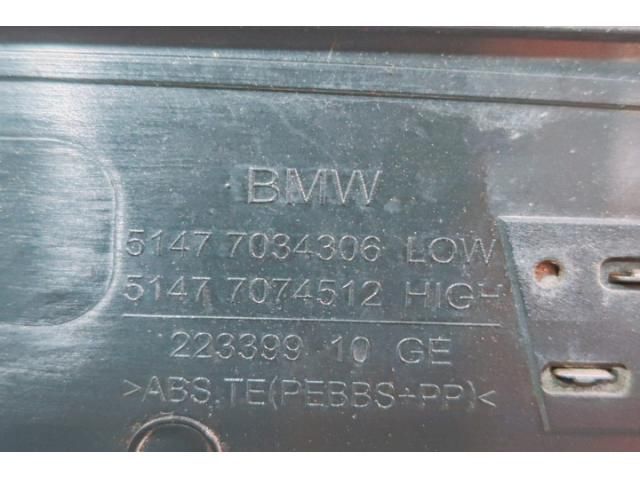 BMW
5147 7034306 LOW
5147 7074512 HIGH
223399 10 GE
>ABS.TE(PEBBS+PP)<